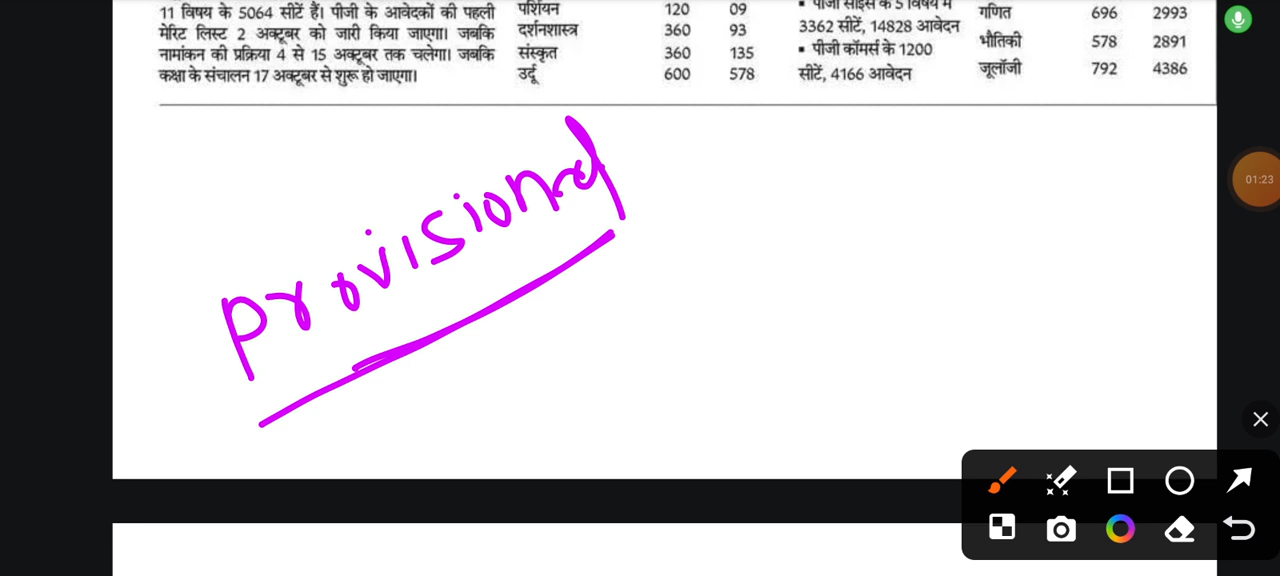 11 विषय के 5064 सीटें हैं। पीजी के आवेदकों की पहली
मेरिट लिस्ट 2 अक्टूबर को जारी किया जाएगा। जबकि
नामांकन की प्रक्रिया 4 से 15 अक्टूबर तक चलेगा। जबकि
कक्षा के संचालन 17 अक्टूबर से शुरू हो जाएगा।
पर्शियन 120 09
दर्शनशास्त्र 360 93
संस्कृत 360 135
उर्दू 600 578
▪ पीजी साइंस के 5 विषय में
3362 सीटें, 14828 आवेदन
▪ पीजी कॉमर्स के 1200
सीटें, 4166 आवेदन
गणित 696 2993
भौतिकी 578 2891
जूलॉजी 792 4386
provisional
01:23